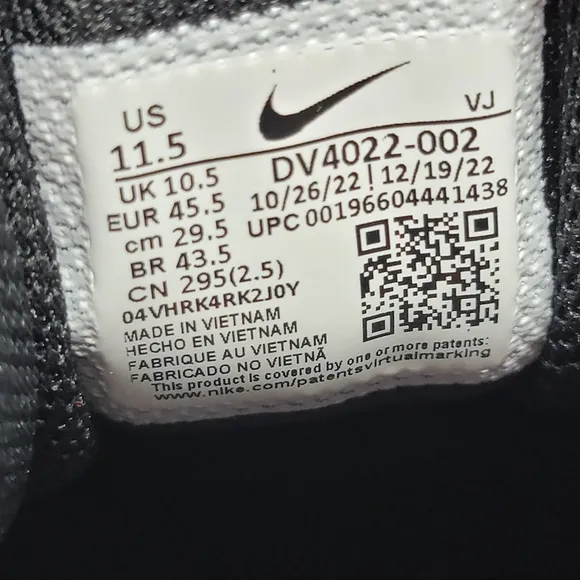 US
11.5
UK 10.5
EUR 45.5
cm 29.5
BR 43.5
CN 295(2.5)
04VHRK4RK2J0Y
VJ
DV4022-002
10/26/22 | 12/19/22
UPC 00196604441438
MADE IN VIETNAM
HECHO EN VIETNAM
FABRIQUE AU VIETNAM
FABRICADO NO VIETNÃ
This product is covered by one or more patents:
www.nike.com/patentsvirtualmarking